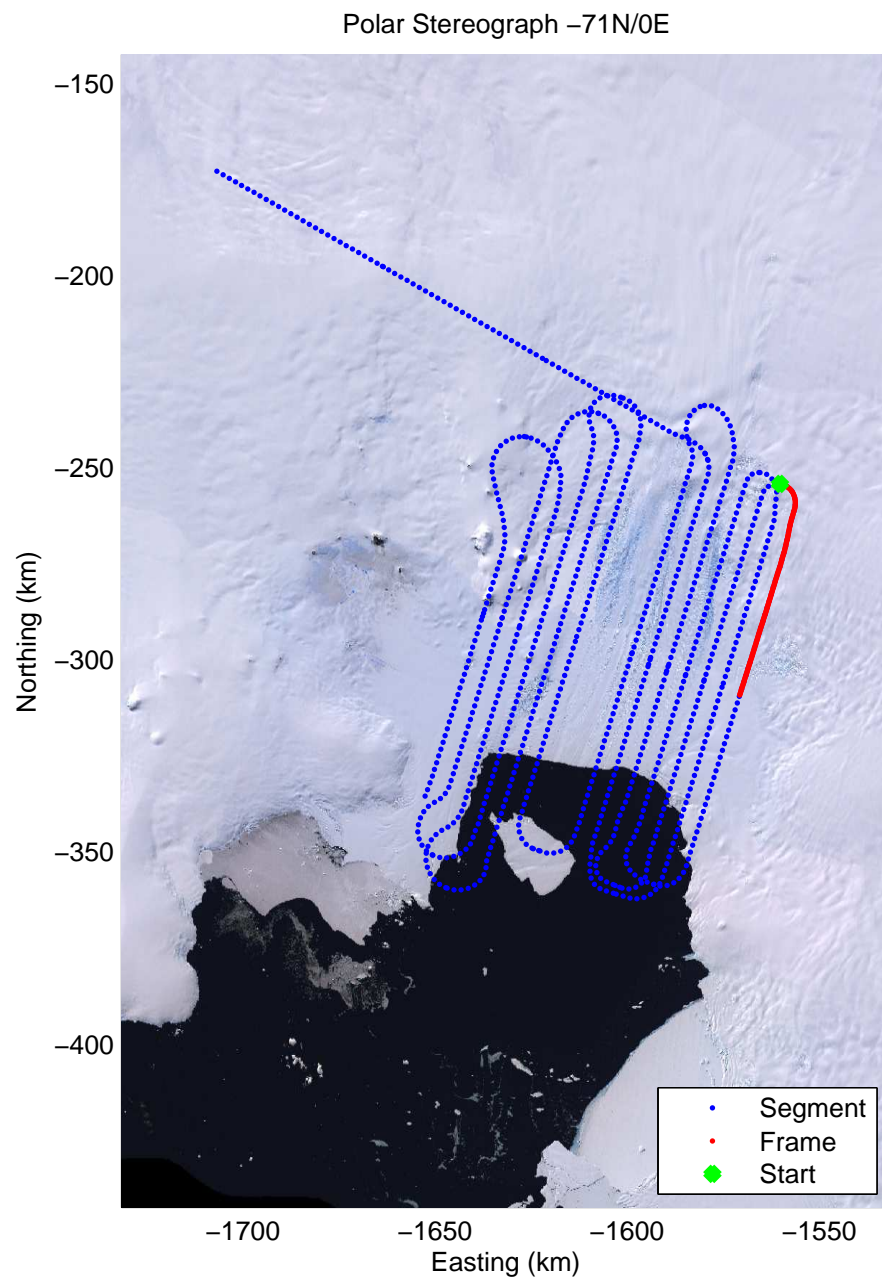 Polar Stereograph −71N/0E
−150
−200
−250
−300
−350
−400
Northing (km)
−1700
−1650
−1600
−1550
Easting (km)
Segment
Frame
Start